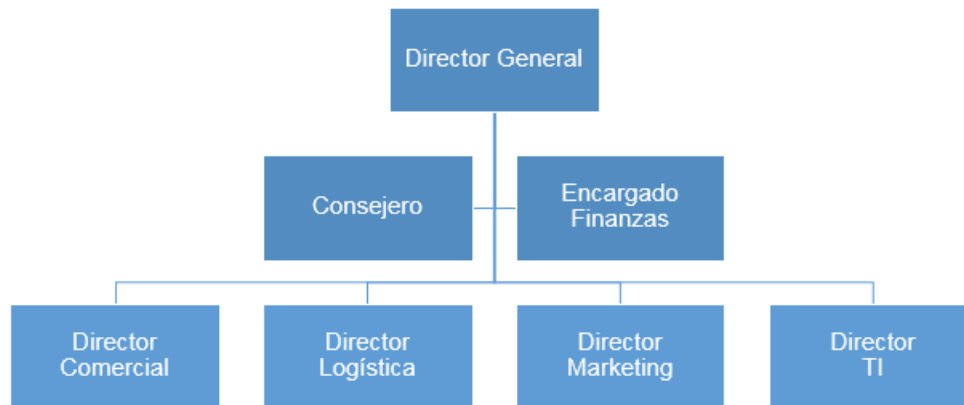 Director General
Consejero
Encargado
Finanzas
Director
Comercial
Director
Logística
Director
Marketing
Director
TI